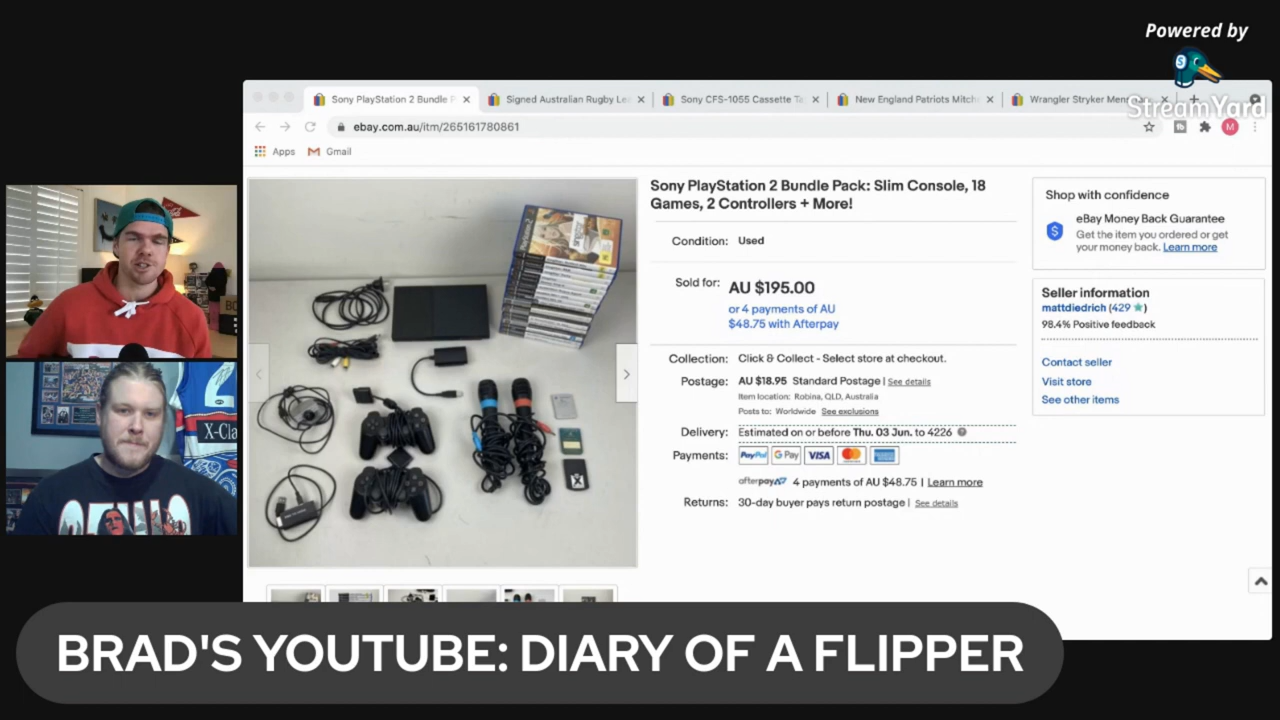 Powered by
StreamYard
Sony PlayStation 2 Bundle P
Signed Australian Rugby Le
Sony CFS-1055 Cassette Ta
New England Patriots Mitch
Wrangler Stryker Men
ebay.com.au/itm/265161780861
M
Apps
Gmail
Sony PlayStation 2 Bundle Pack: Slim Console, 18
Games, 2 Controllers + More!
Condition: Used
Sold for: AU $195.00
or 4 payments of AU
$48.75 with Afterpay
Collection: Click & Collect - Select store at checkout.
Postage: AU $18.95 Standard Postage | See details
Item location: Robina, QLD, Australia
Posts to: Worldwide See exclusions
Delivery: Estimated on or before Thu. 03 Jun. to 4226
Payments: PayPal G Pay VISA
afterpay 4 payments of AU $48.75 | Learn more
Returns: 30-day buyer pays return postage | See details
Shop with confidence
eBay Money Back Guarantee
Get the item you ordered or get
your money back. Learn more
Seller information
mattdiedrich (429 )
98.4% Positive feedback
Contact seller
Visit store
See other items
X-Cla
BRAD'S YOUTUBE: DIARY OF A FLIPPER